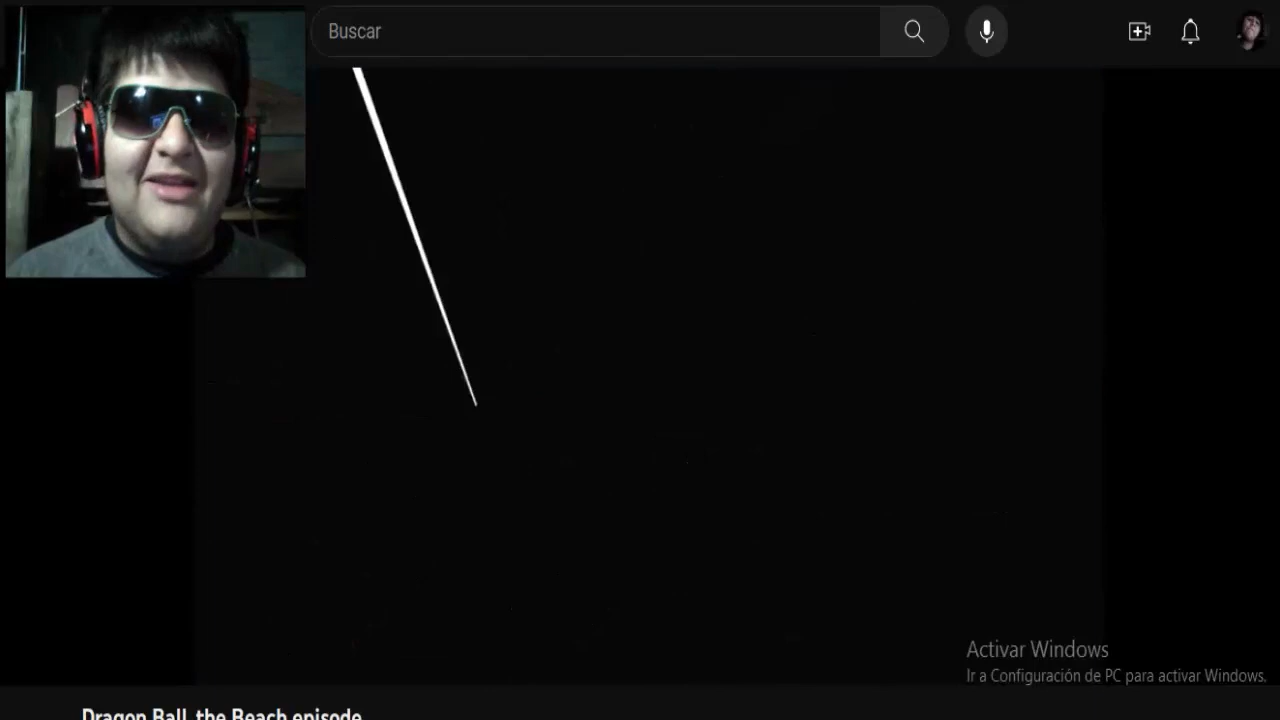 Buscar
Activar Windows
Ir a Configuración de PC para activar Windows.
Dragon Ball, the Beach episode